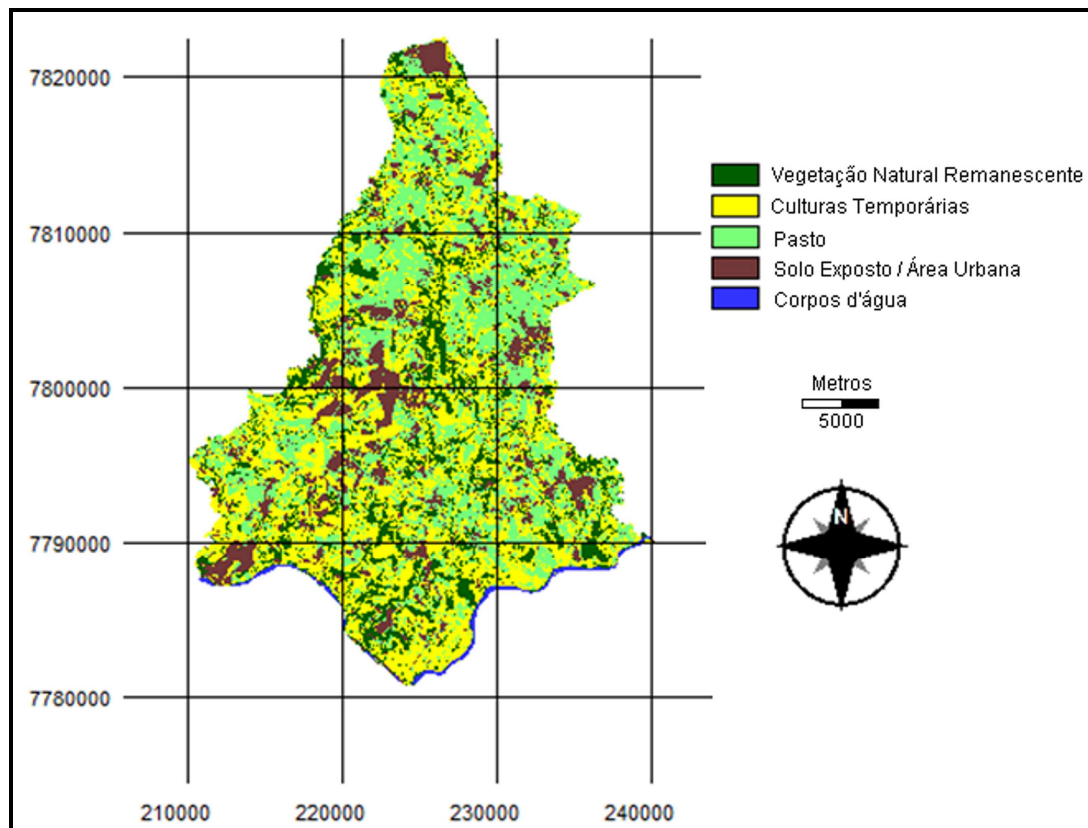 7820000
7810000
7800000
7790000
7780000
210000
220000
230000
240000
Vegetação Natural Remanescente
Culturas Temporárias
Pasto
Solo Exposto / Área Urbana
Corpos d'água
Metros
5000
N